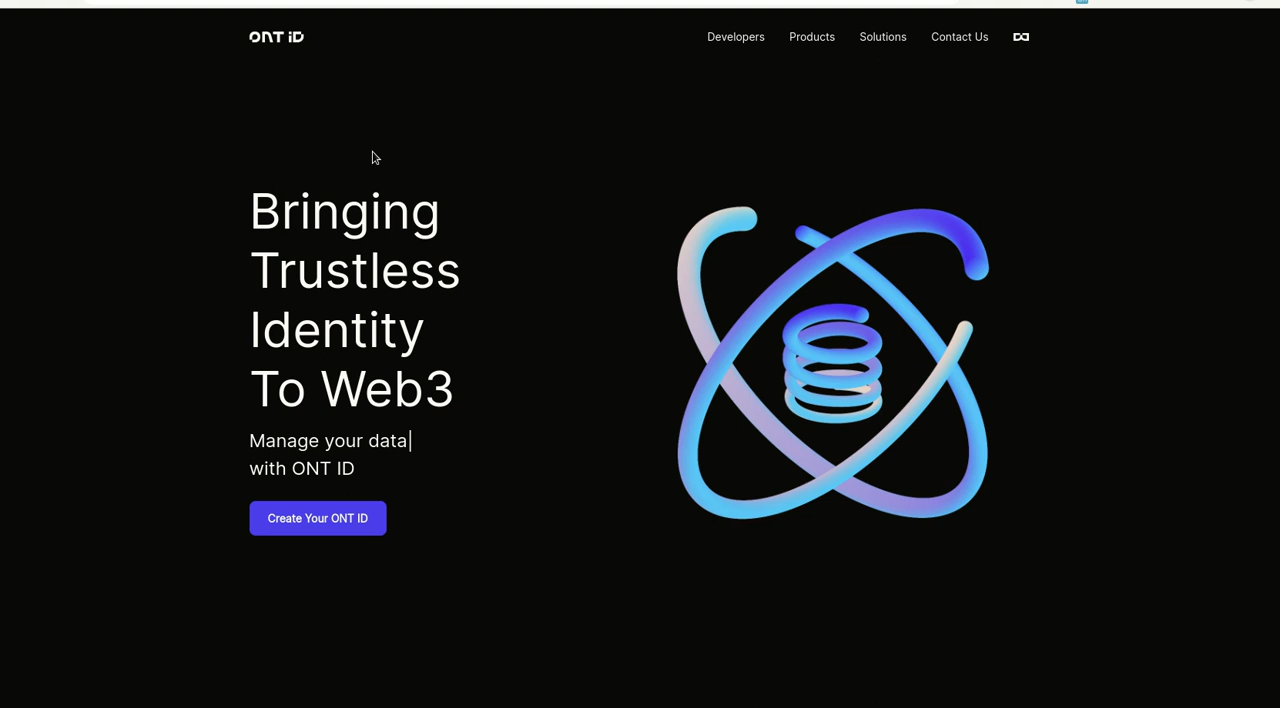 ONT iD
Developers Products Solutions Contact Us
Bringing
Trustless
Identity
To Web3
Manage your data|
with ONT ID
Create Your ONT ID